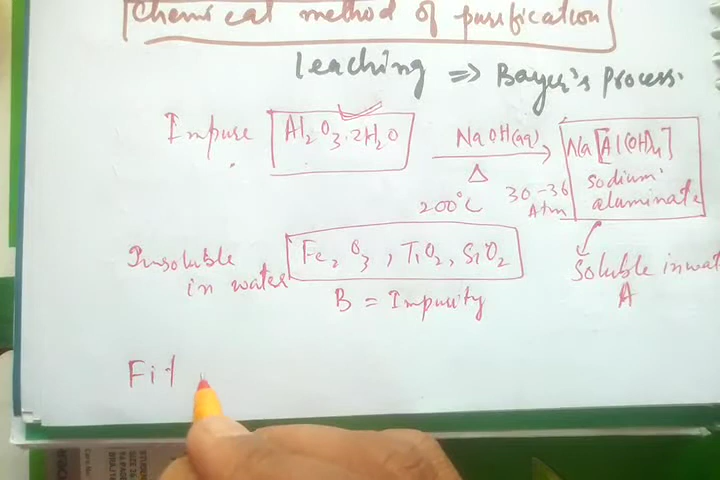 Chemical method of purification
leaching ⇒ Bayer's process.
Impure Al2O3.2H2O NaOH(aq) Δ 200°C 30-36 Atm Na[Al(OH)4] sodium aluminate
Insoluble in water Fe2O3, TiO2, SiO2 Soluble in wat
B = Impurity A
Fil